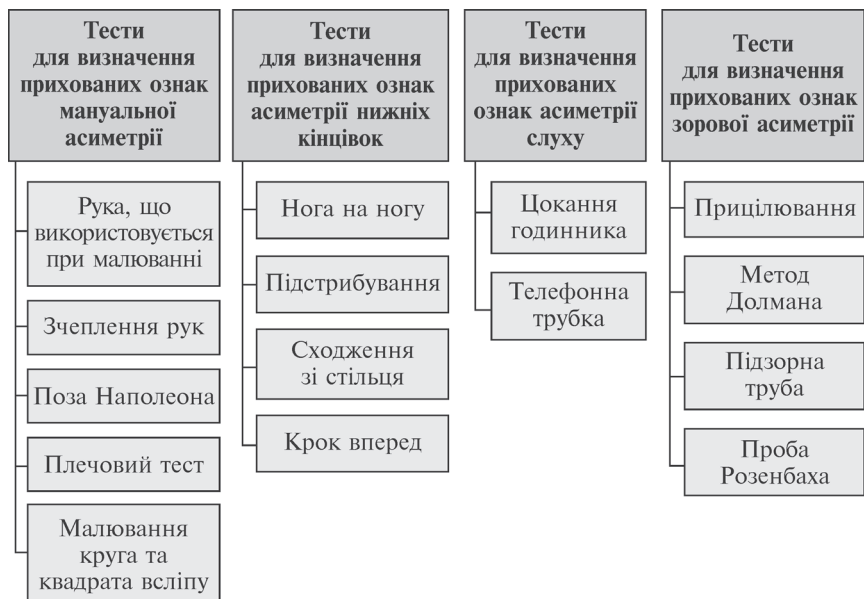 Тести
для визначення
прихованих ознак
мануальної
асиметрії
Рука, що
використовується
при малюванні
Зчеплення рук
Поза Наполеона
Плечовий тест
Малювання
круга та
квадрата всліпу
Тести
для визначення
прихованих ознак
асиметрії нижніх
кінцівок
Нога на ногу
Підстрибування
Сходження
зі стільця
Крок вперед
Тести
для визначення
прихованих
ознак асиметрії
слуху
Цокання
годинника
Телефонна
трубка
Тести
для визначення
прихованих ознак
зорової асиметрії
Прицілювання
Метод
Долмана
Підзорна
труба
Проба
Розенбаха